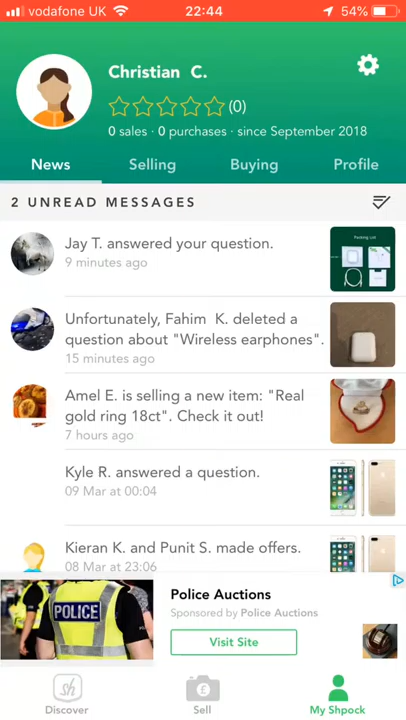 vodafone UK 22:44 54%
Christian C.
(0)
0 sales · 0 purchases · since September 2018
News Selling Buying Profile
2 UNREAD MESSAGES
Jay T. answered your question.
9 minutes ago
Packing List
Unfortunately, Fahim K. deleted a
question about "Wireless earphones".
15 minutes ago
Amel E. is selling a new item: "Real
gold ring 18ct". Check it out!
7 hours ago
Kyle R. answered a question.
09 Mar at 00:04
Kieran K. and Punit S. made offers.
08 Mar at 23:06
POLICE
Police Auctions
Sponsored by Police Auctions
Visit Site
sh £
Discover Sell My Shpock